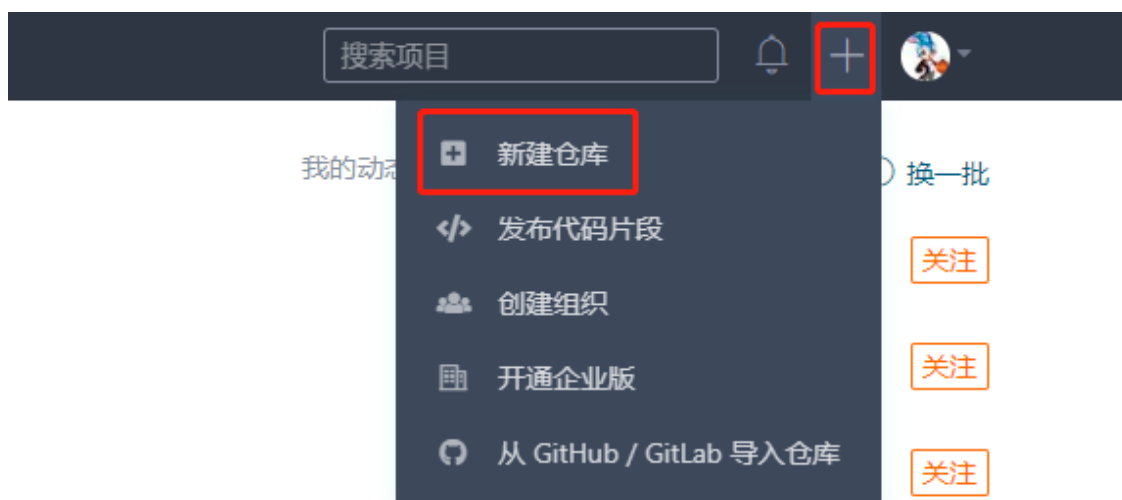 搜索项目
新建仓库
我的动态
换一批
发布代码片段
关注
创建组织
开通企业版
关注
从 GitHub / GitLab 导入仓库
关注